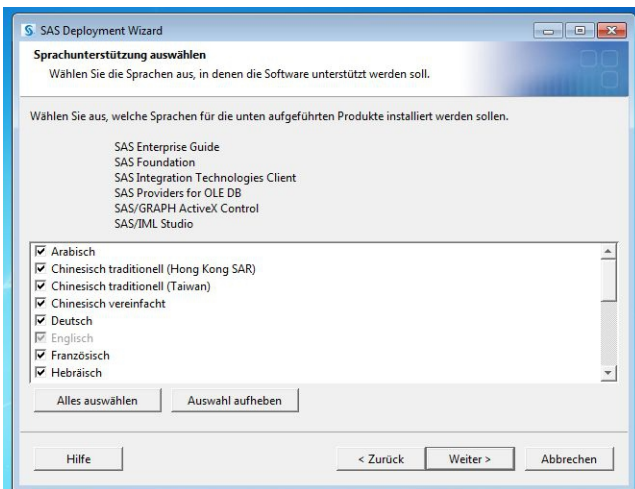 SAS Deployment Wizard
Sprachunterstützung auswählen
Wählen Sie die Sprachen aus, in denen die Software unterstützt werden soll.
Wählen Sie aus, welche Sprachen für die unten aufgeführten Produkte installiert werden sollen.
SAS Enterprise Guide
SAS Foundation
SAS Integration Technologies Client
SAS Providers for OLE DB
SAS/GRAPH ActiveX Control
SAS/IML Studio
Arabisch
Chinesisch traditionell (Hong Kong SAR)
Chinesisch traditionell (Taiwan)
Chinesisch vereinfacht
Deutsch
Englisch
Französisch
Hebräisch
Alles auswählen Auswahl aufheben
Hilfe < Zurück Weiter > Abbrechen